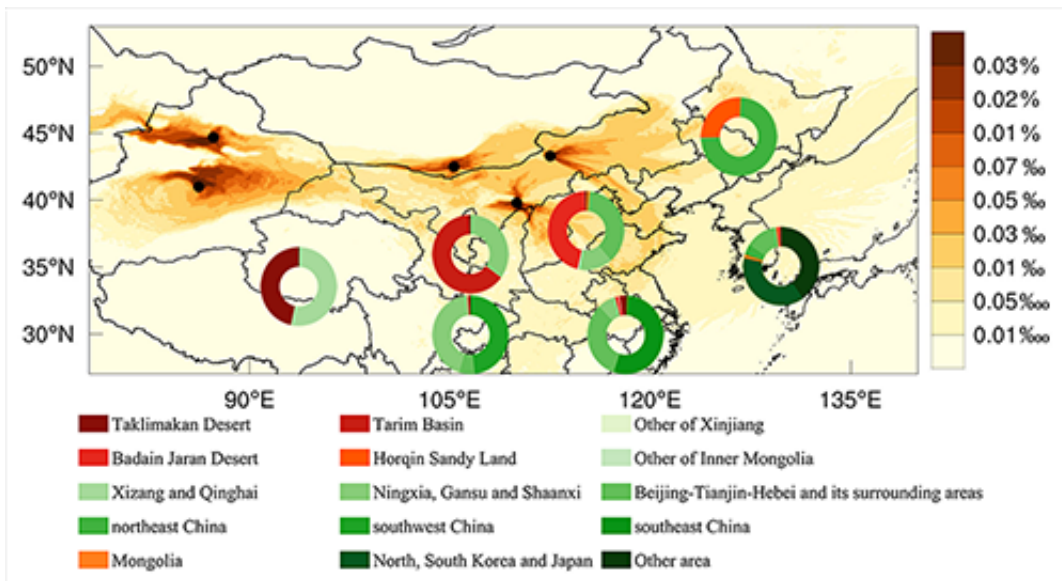 50°N
45°N
40°N
35°N
30°N
90°E 105°E 120°E 135°E
0.03%
0.02%
0.01%
0.07‰
0.05‰
0.03‰
0.01‰
0.05‱
0.01‱
Taklimakan Desert Tarim Basin Other of Xinjiang
Badain Jaran Desert Horqin Sandy Land Other of Inner Mongolia
Xizang and Qinghai Ningxia, Gansu and Shaanxi Beijing-Tianjin-Hebei and its surrounding areas
northeast China southwest China southeast China
Mongolia North, South Korea and Japan Other area